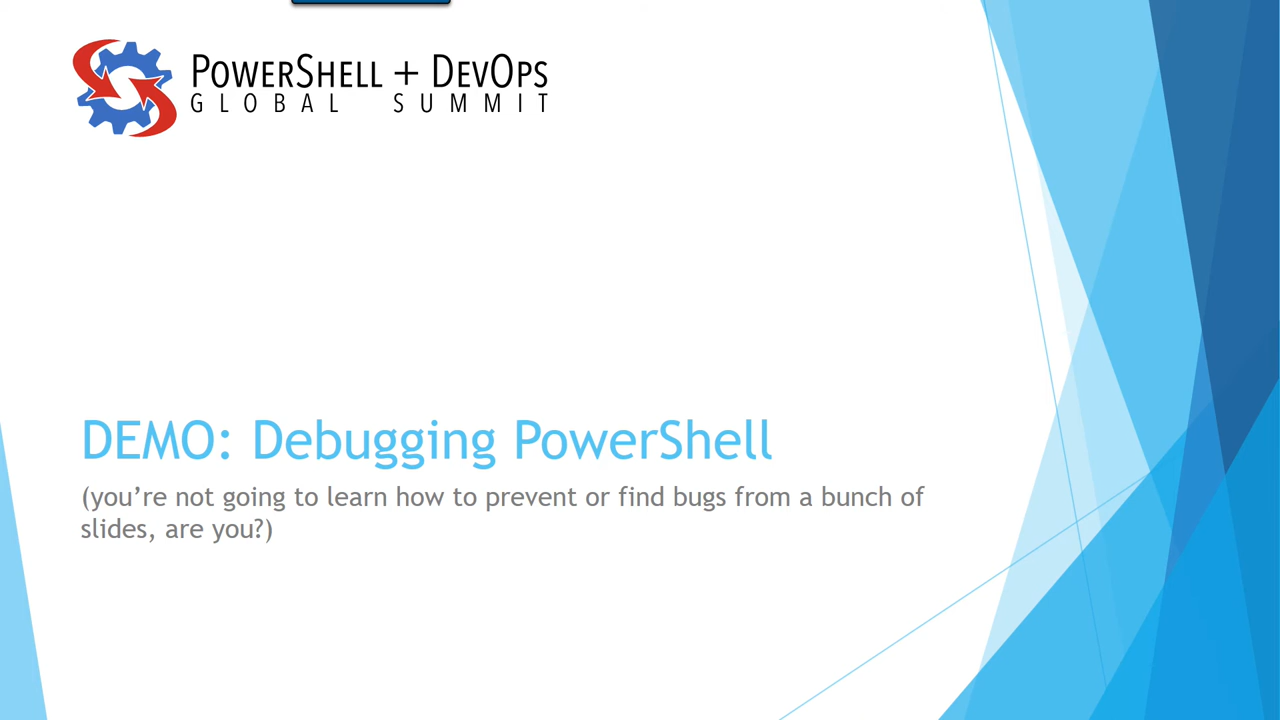 POWERSHELL + DEVOPS
GLOBAL SUMMIT
DEMO: Debugging PowerShell
(you’re not going to learn how to prevent or find bugs from a bunch of
slides, are you?)